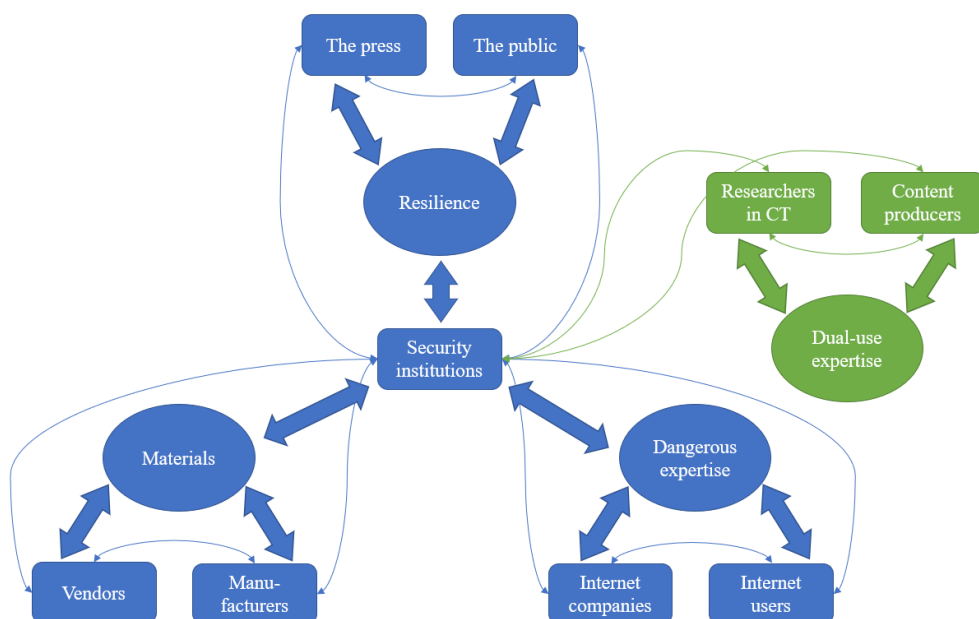 The press
The public
Resilience
Researchers
in CT
Content
producers
Dual-use
expertise
Security
institutions
Materials
Dangerous
expertise
Vendors
Manu-
facturers
Internet
companies
Internet
users